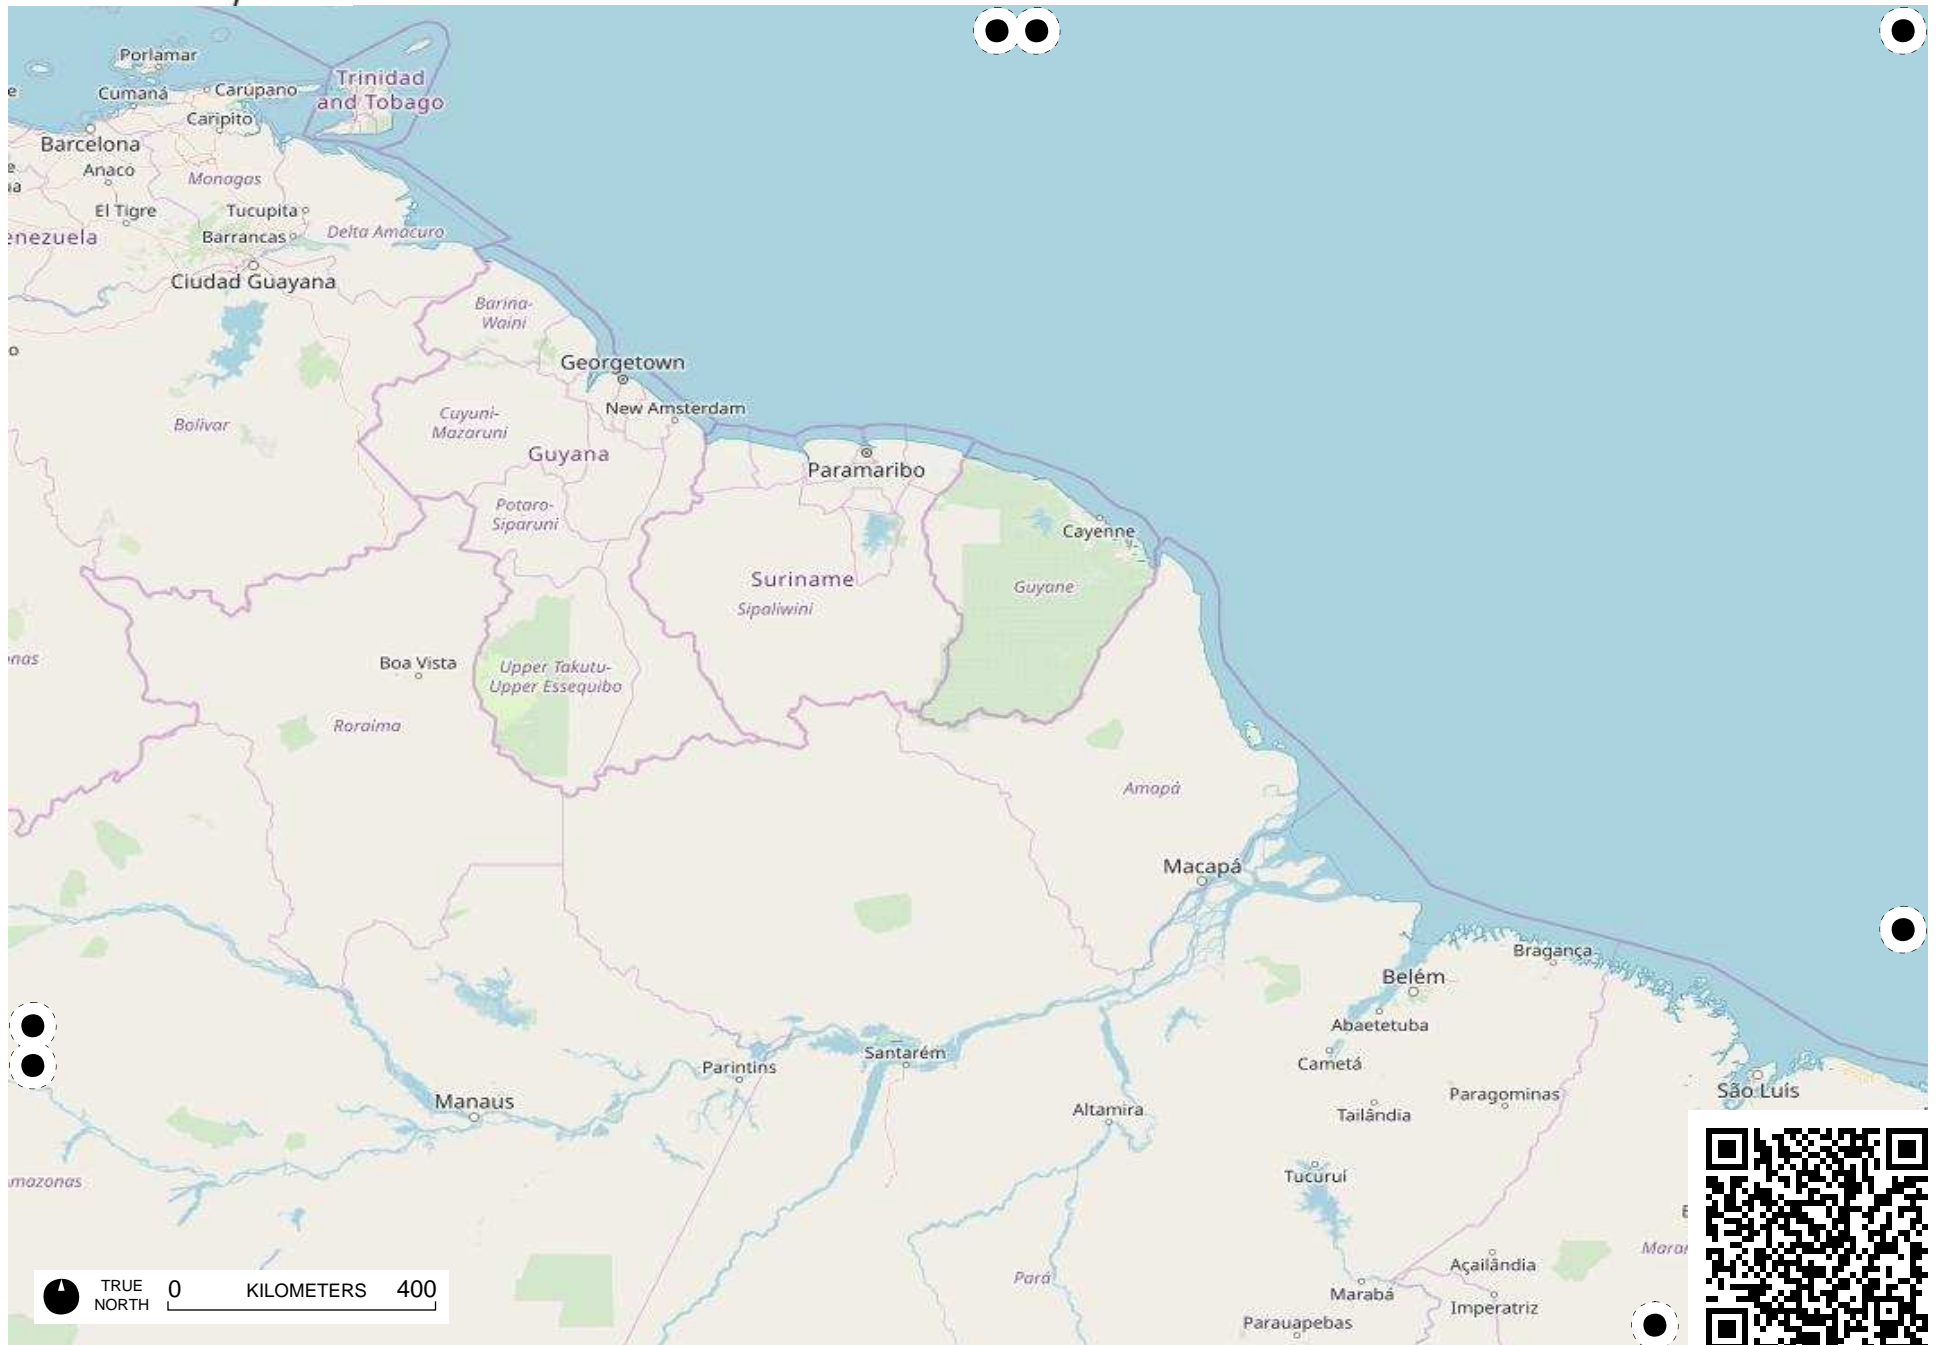 Porlamar
Trinidad
and Tobago
Cumaná
Carúpano
Caripito
Barcelona
Anaco
Monagas
El Tigre
Tucupita
enezuela
Barrancas
Delta Amacuro
Ciudad Guayana
Barina-
Waini
Georgetown
New Amsterdam
Cuyuni-
Mazaruni
Bolívar
Guyana
Paramaribo
Potaro-
Siparuni
Cayenne
Suriname
Sipaliwini
Guyane
Boa Vista
Upper Takutu-
Upper Essequibo
onas
Roraima
Amapá
Macapá
Bragança
Belém
Abaetetuba
Santarém
Cametá
Parintins
Paragominas
São Luís
Manaus
Altamira
Tailândia
Tucuruí
mazonas
Maran
Açailândia
Pará
Marabá
Imperatriz
Parauapebas
TRUE
NORTH
0 KILOMETERS 400